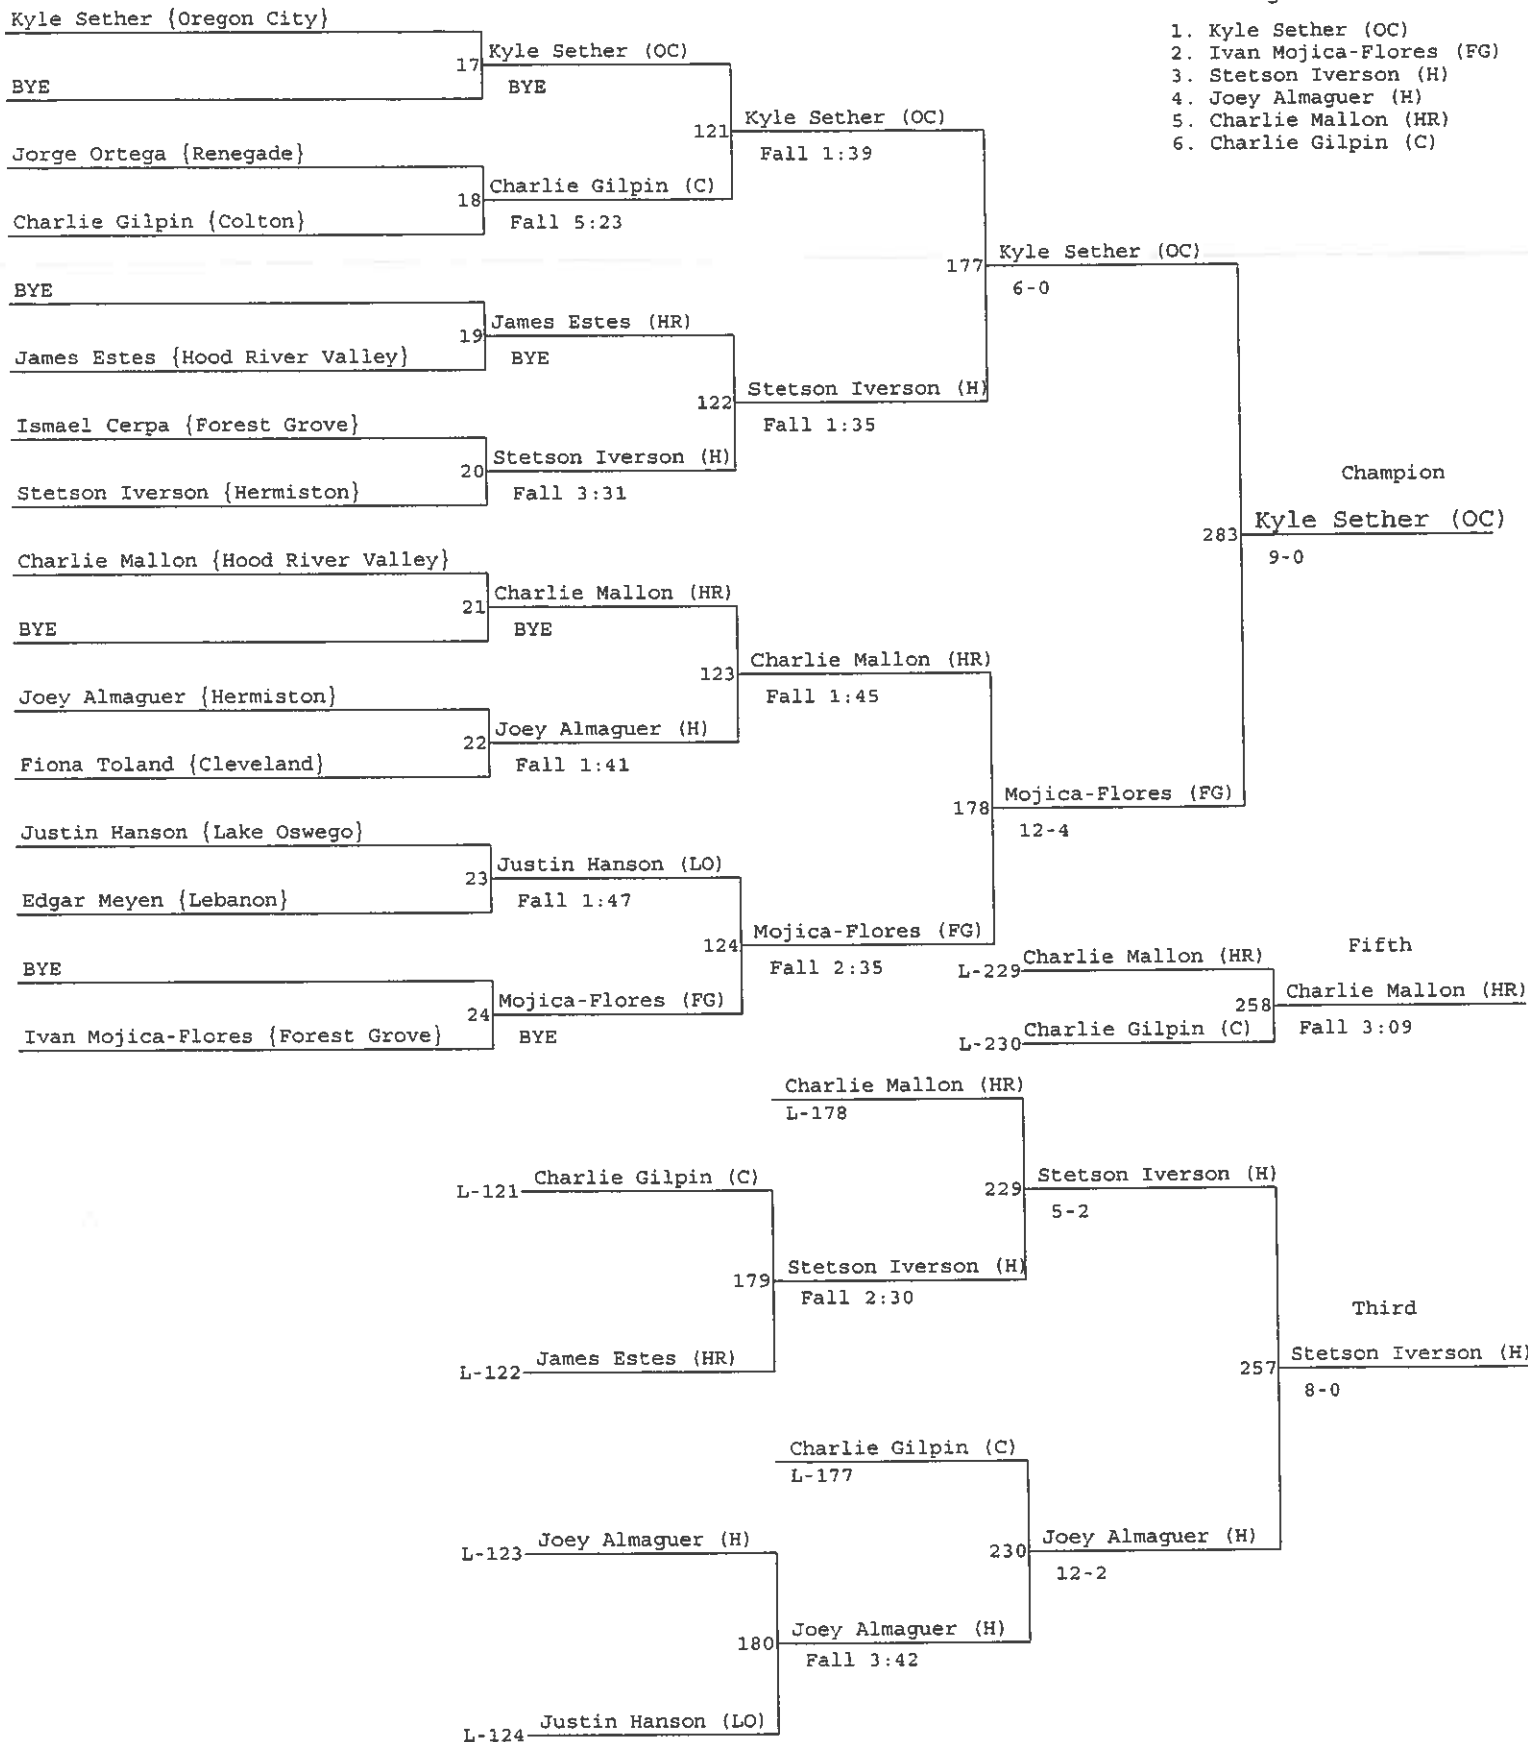 Kyle Sether {Oregon City}
17
Kyle Sether (OC)
BYE
BYE
121
Kyle Sether (OC)
Fall 1:39
Jorge Ortega {Renegade}
18
Charlie Gilpin (C)
Charlie Gilpin {Colton}
Fall 5:23
177
Kyle Sether (OC)
6-0
BYE
19
James Estes (HR)
James Estes {Hood River Valley}
BYE
122
Stetson Iverson (H)
Fall 1:35
Ismael Cerpa {Forest Grove}
20
Stetson Iverson (H)
Stetson Iverson {Hermiston}
Fall 3:31
Champion
283
Kyle Sether (OC)
9-0
Charlie Mallon {Hood River Valley}
21
Charlie Mallon (HR)
BYE
BYE
123
Charlie Mallon (HR)
Fall 1:45
Joey Almaguer {Hermiston}
22
Joey Almaguer (H)
Fiona Toland {Cleveland}
Fall 1:41
178
Mojica-Flores (FG)
12-4
Justin Hanson {Lake Oswego}
23
Justin Hanson (LO)
Edgar Meyen {Lebanon}
Fall 1:47
124
Mojica-Flores (FG)
Fall 2:35
BYE
24
Mojica-Flores (FG)
Ivan Mojica-Flores {Forest Grove}
BYE
1. Kyle Sether (OC)
2. Ivan Mojica-Flores (FG)
3. Stetson Iverson (H)
4. Joey Almaguer (H)
5. Charlie Mallon (HR)
6. Charlie Gilpin (C)
Fifth
L-229
Charlie Mallon (HR)
258
Charlie Mallon (HR)
L-230
Charlie Gilpin (C)
Fall 3:09
Charlie Mallon (HR)
L-178
L-121
Charlie Gilpin (C)
229
Stetson Iverson (H)
5-2
179
Stetson Iverson (H)
Fall 2:30
L-122
James Estes (HR)
Third
257
Stetson Iverson (H)
8-0
Charlie Gilpin (C)
L-177
L-123
Joey Almaguer (H)
230
Joey Almaguer (H)
12-2
180
Joey Almaguer (H)
Fall 3:42
L-124
Justin Hanson (LO)